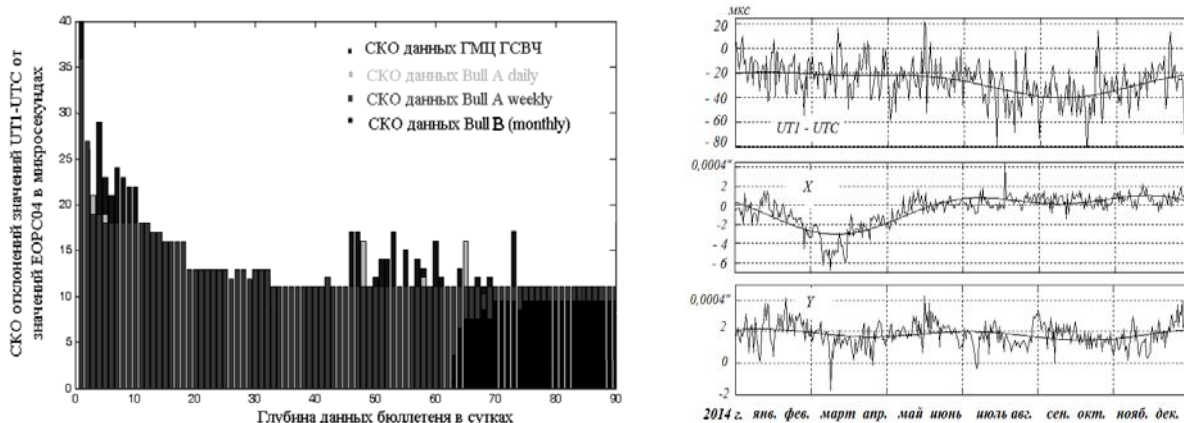 СКО отклонений значений UT1-UTC от
значений EOPC04 в микросекундах
40
35
30
25
20
15
10
5
0
СКО данных ГМЦ ГСВЧ
СКО данных Bull A daily
СКО данных Bull A weekly
СКО данных Bull B (monthly)
0 10 20 30 40 50 60 70 80 90
Глубина данных бюллетеня в сутках
мкс
20
0
- 20
- 40
- 60
- 80
UT1 - UTC
0,0004"
2
0
- 2
- 4
- 6
X
0,0004"
2
0
-2
Y
2014 г. янв. фев. март апр. май июнь июль авг. сен. окт. нояб. дек.